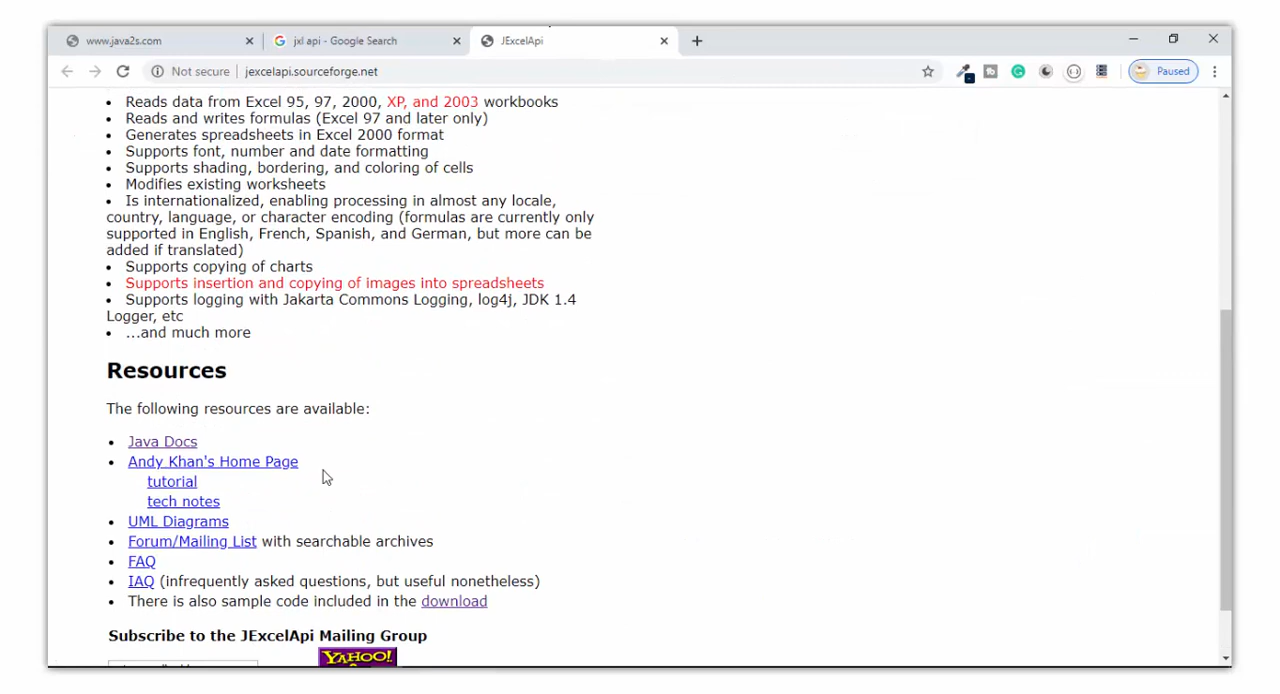 www.java2s.com
jxl api - Google Search
JExcelApi
Not secure | jexcelapi.sourceforge.net
Paused
• Reads data from Excel 95, 97, 2000, XP, and 2003 workbooks
• Reads and writes formulas (Excel 97 and later only)
• Generates spreadsheets in Excel 2000 format
• Supports font, number and date formatting
• Supports shading, bordering, and coloring of cells
• Modifies existing worksheets
• Is internationalized, enabling processing in almost any locale,
country, language, or character encoding (formulas are currently only
supported in English, French, Spanish, and German, but more can be
added if translated)
• Supports copying of charts
• Supports insertion and copying of images into spreadsheets
• Supports logging with Jakarta Commons Logging, log4j, JDK 1.4
Logger, etc
• ...and much more
Resources
The following resources are available:
• Java Docs
• Andy Khan's Home Page
tutorial
tech notes
• UML Diagrams
• Forum/Mailing List with searchable archives
• FAQ
• IAQ (infrequently asked questions, but useful nonetheless)
• There is also sample code included in the download
Subscribe to the JExcelApi Mailing Group
YAHOO!